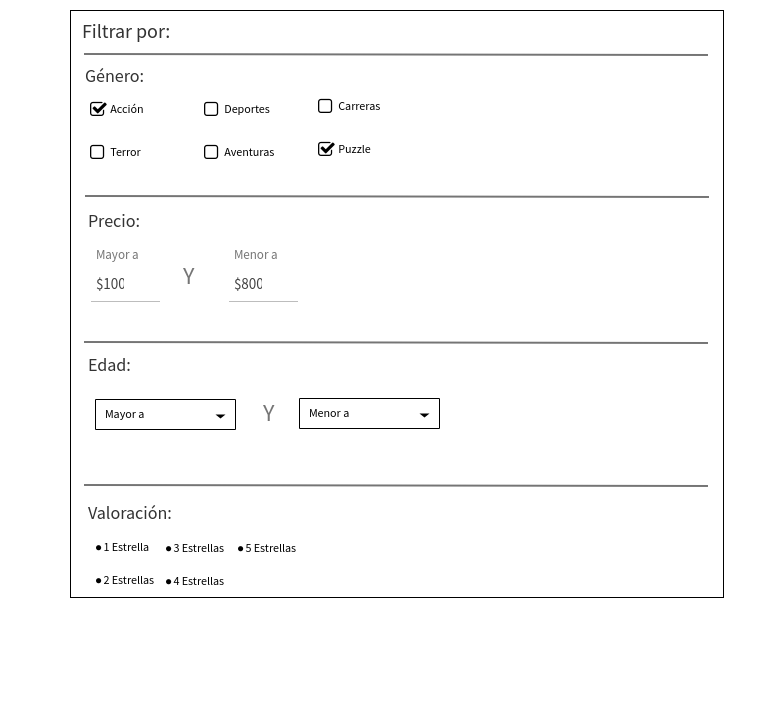 Filtrar por:
Género:
Acción Deportes Carreras
Terror Aventuras Puzzle
Precio:
Mayor a Menor a
$100 Y $800
Edad:
Mayor a Y Menor a
Valoración:
1 Estrella 3 Estrellas 5 Estrellas
2 Estrellas 4 Estrellas